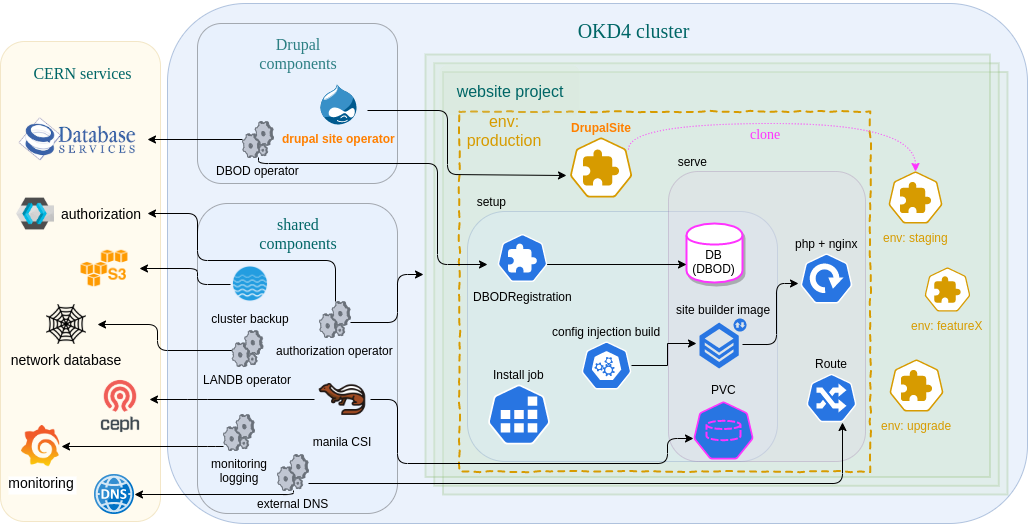 OKD4 cluster
CERN services
Database
SERVICES
authorization
S3
network database
ceph
monitoring
DNS
Drupal
components
drupal site operator
DBOD operator
shared
components
cluster backup
authorization operator
LANDB operator
manila CSI
monitoring
logging
external DNS
website project
env:
production
DrupalSite
clone
serve
setup
DBODRegistration
DB
(DBOD)
php + nginx
config injection build
site builder image
Install job
PVC
Route
env: staging
env: featureX
env: upgrade